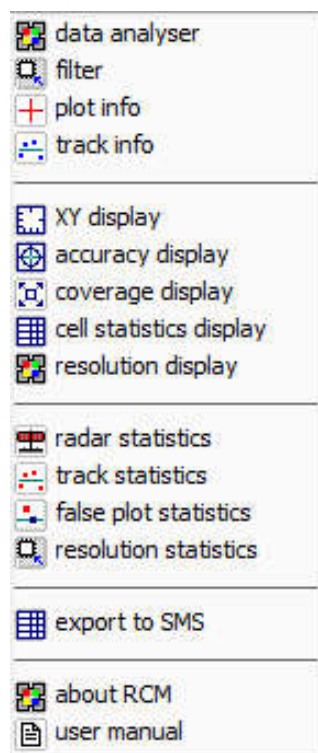 data analyser
filter
plot info
track info
XY display
accuracy display
coverage display
cell statistics display
resolution display
radar statistics
track statistics
false plot statistics
resolution statistics
export to SMS
about RCM
user manual